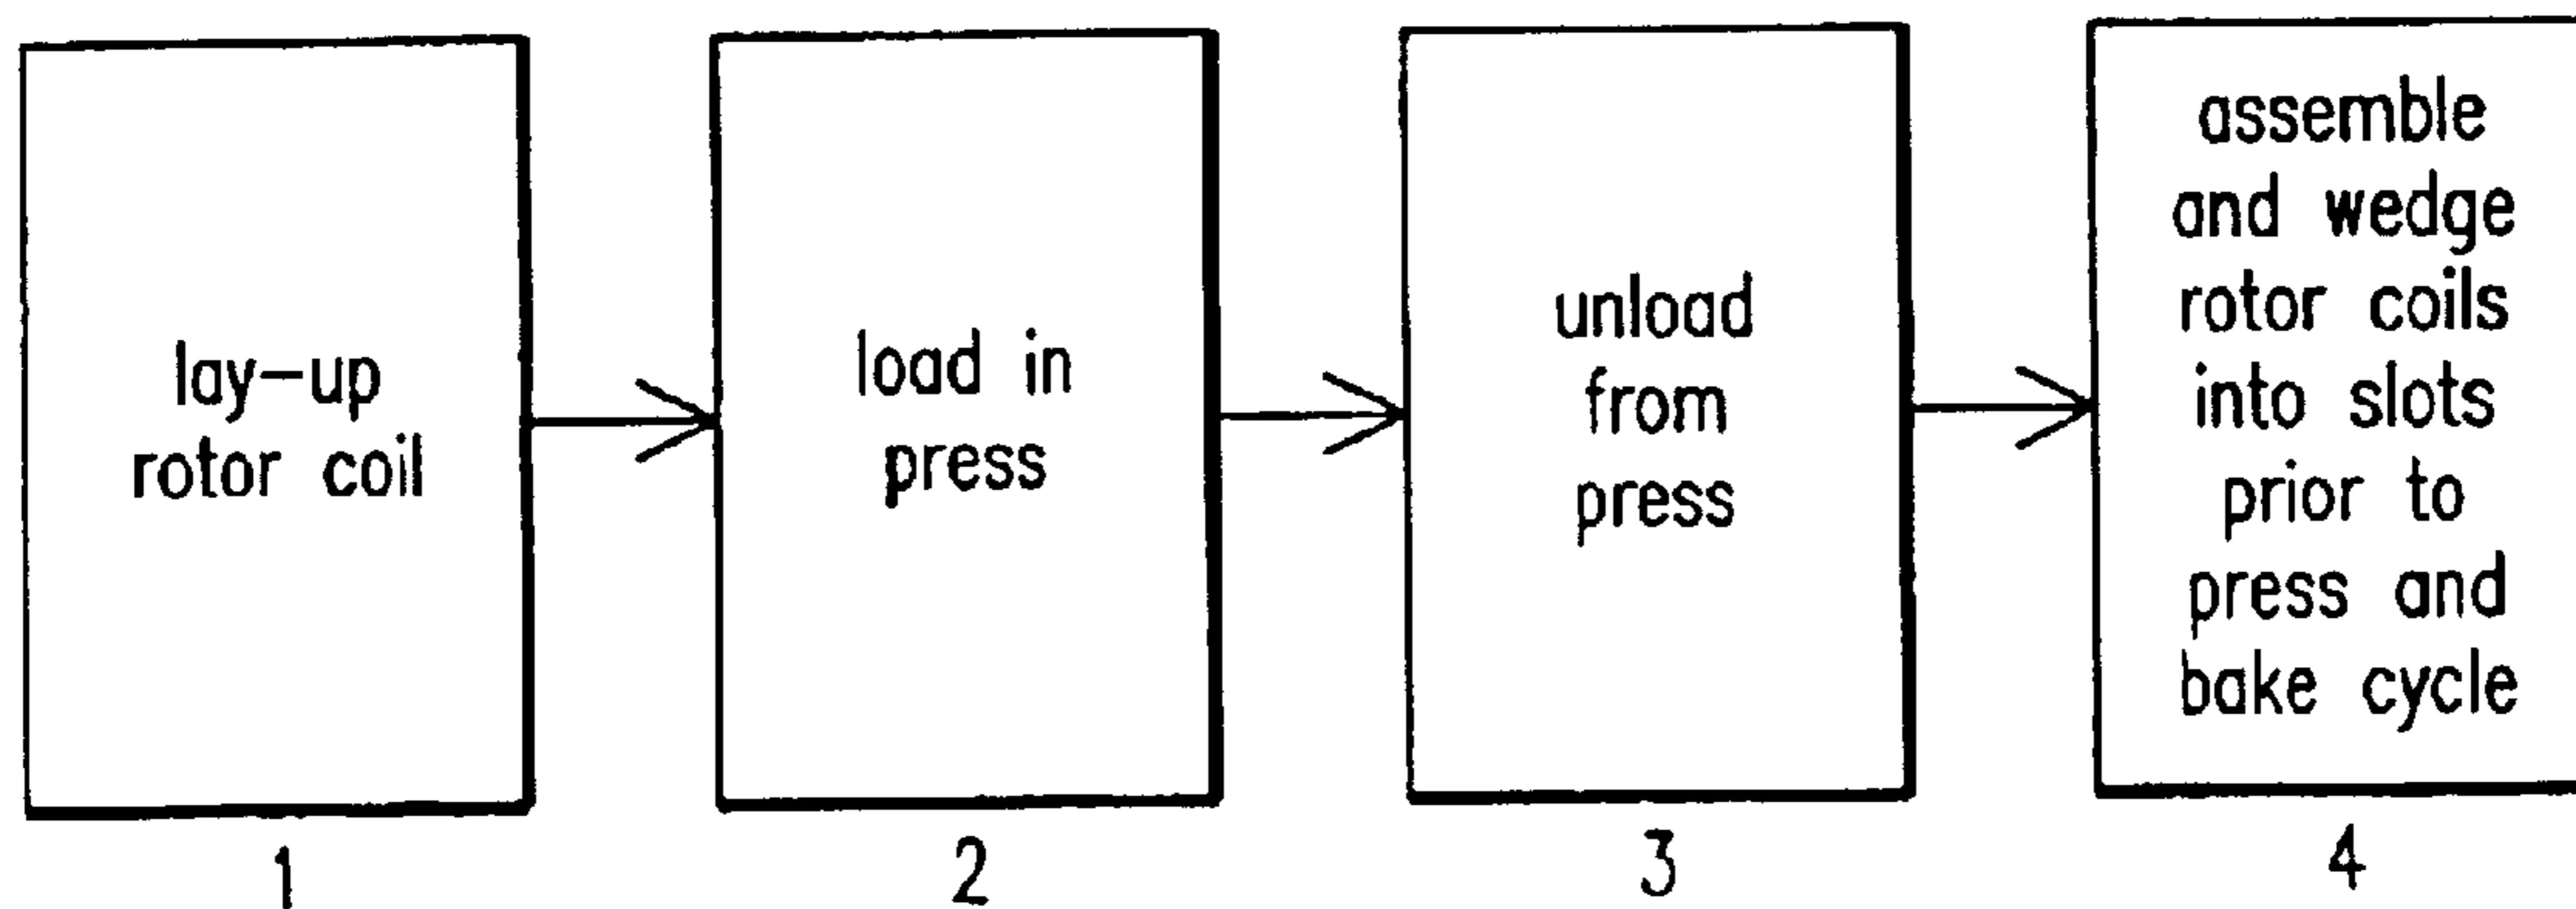 lay-up
rotor coil
1
load in
press
2
unload
from
press
3
assemble
and wedge
rotor coils
into slots
prior to
press and
bake cycle
4